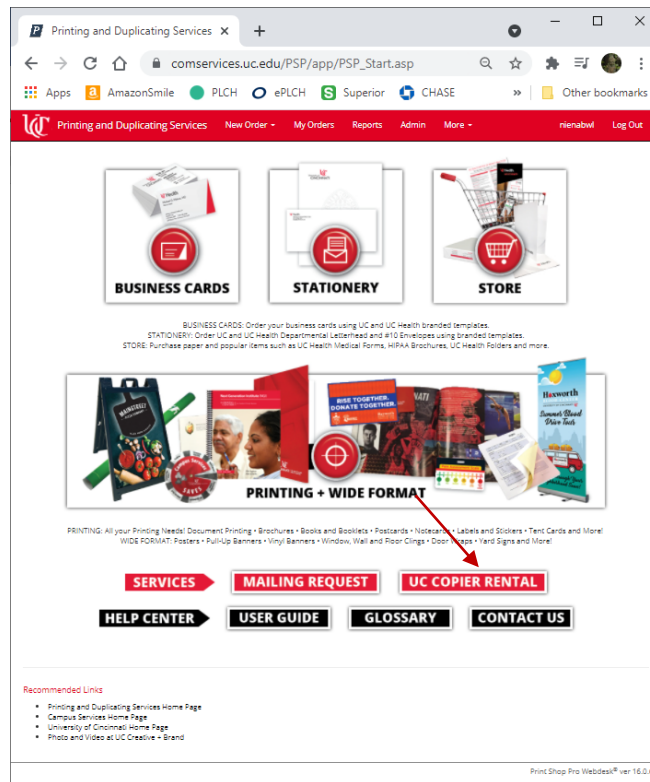 Printing and Duplicating Services
comservices.uc.edu/PSP/app/PSP_Start.asp
Apps AmazonSmile PLCH ePLCH Superior CHASE » Other bookmarks
UC Printing and Duplicating Services New Order My Orders Reports Admin More nienabwl Log Out
BUSINESS CARDS STATIONERY STORE
BUSINESS CARDS: Order your business cards using UC and UC Health branded templates.
STATIONERY: Order UC and UC Health Departmental Letterhead and #10 Envelopes using branded templates.
STORE: Purchase paper and popular items such as UC Health Medical Forms, HIPAA Brochures, UC Health Folders and more.
MAINSTREET
RISE TOGETHER.
DONATE TOGETHER.
Hoxworth
Summer Blood
Drive Tools
PRINTING + WIDE FORMAT
PRINTING: All your Printing Needs! Document Printing • Brochures • Books and Booklets • Postcards • Notecards • Labels and Stickers • Tent Cards and More!
WIDE FORMAT: Posters • Pull-Up Banners • Vinyl Banners • Window, Wall and Floor Clings • Door Wraps • Yard Signs and More!
SERVICES MAILING REQUEST UC COPIER RENTAL
HELP CENTER USER GUIDE GLOSSARY CONTACT US
Recommended Links
Printing and Duplicating Services Home Page
Campus Services Home Page
University of Cincinnati Home Page
Photo and Video at UC Creative + Brand
Print Shop Pro Webdesk® ver 16.0